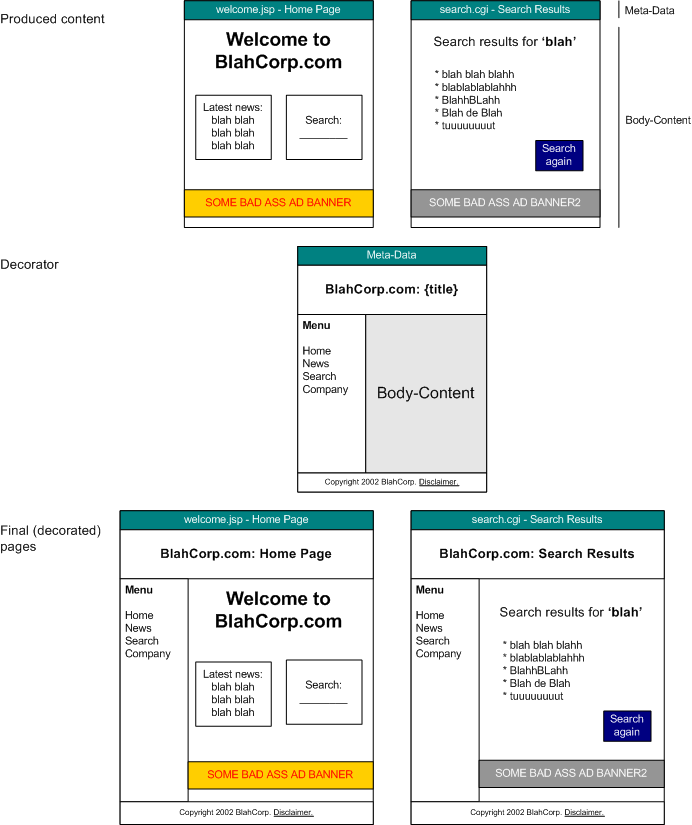 Produced content
welcome.jsp - Home Page
Welcome to
BlahCorp.com
Latest news:
blah blah
blah blah
blah blah
Search:
________
SOME BAD ASS AD BANNER
search.cgi - Search Results
Search results for ‘blah’
* blah blah blahh
* blablablablahhh
* BlahhBLahh
* Blah de Blah
* tuuuuuuuut
Search
again
SOME BAD ASS AD BANNER2
Meta-Data
Body-Content
Decorator
Meta-Data
BlahCorp.com: {title}
Menu
Home
News
Search
Company
Body-Content
Copyright 2002 BlahCorp. Disclaimer.
Final (decorated)
pages
welcome.jsp - Home Page
BlahCorp.com: Home Page
Menu
Home
News
Search
Company
Welcome to
BlahCorp.com
Latest news:
blah blah
blah blah
blah blah
Search:
________
SOME BAD ASS AD BANNER
Copyright 2002 BlahCorp. Disclaimer.
search.cgi - Search Results
BlahCorp.com: Search Results
Menu
Home
News
Search
Company
Search results for ‘blah’
* blah blah blahh
* blablablablahhh
* BlahhBLahh
* Blah de Blah
* tuuuuuuuut
Search
again
SOME BAD ASS AD BANNER2
Copyright 2002 BlahCorp. Disclaimer.